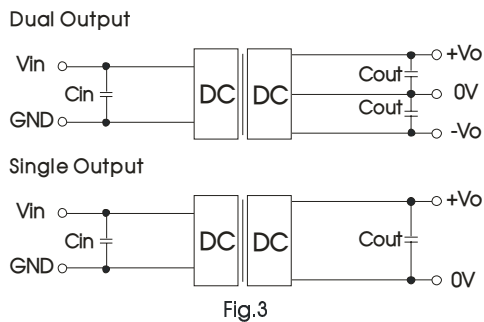 Dual Output
Vin
+Vo
Cout
Cin
DC DC
0V
Cout
GND
-Vo
Single Output
Vin
+Vo
Cin
DC DC
Cout
GND
0V
Fig.3